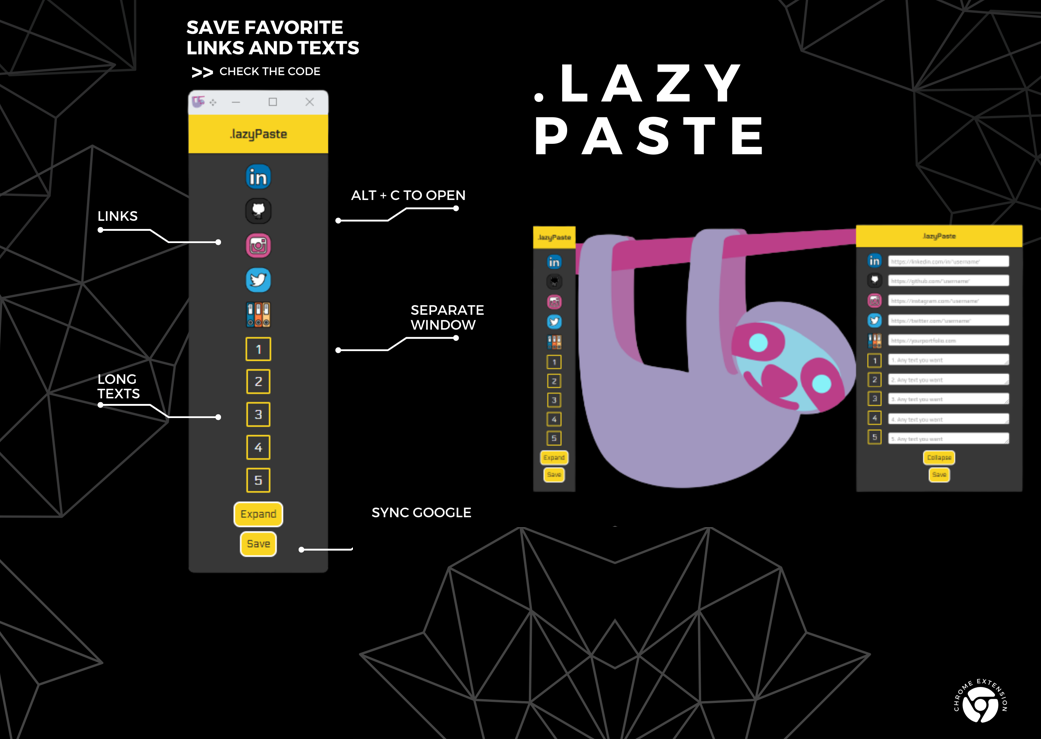 SAVE FAVORITE
LINKS AND TEXTS
>> CHECK THE CODE
.lazyPaste
in
LINKS
ALT + C TO OPEN
SEPARATE
WINDOW
1
2
LONG
TEXTS
3
4
5
Expand
Save
SYNC GOOGLE
.LAZY
PASTE
.lazyPaste
in
1
2
3
4
5
Expand
Save
.lazyPaste
in
https://linkedin.com/in/'username'
https://github.com/'username'
https://instagram.com/'username'
https://twitter.com/'username'
https://yourportfolio.com
1 1. Any text you want
2 2. Any text you want
3 3. Any text you want
4 4. Any text you want
5 5. Any text you want
Collapse
Save
CHROME EXTENSION